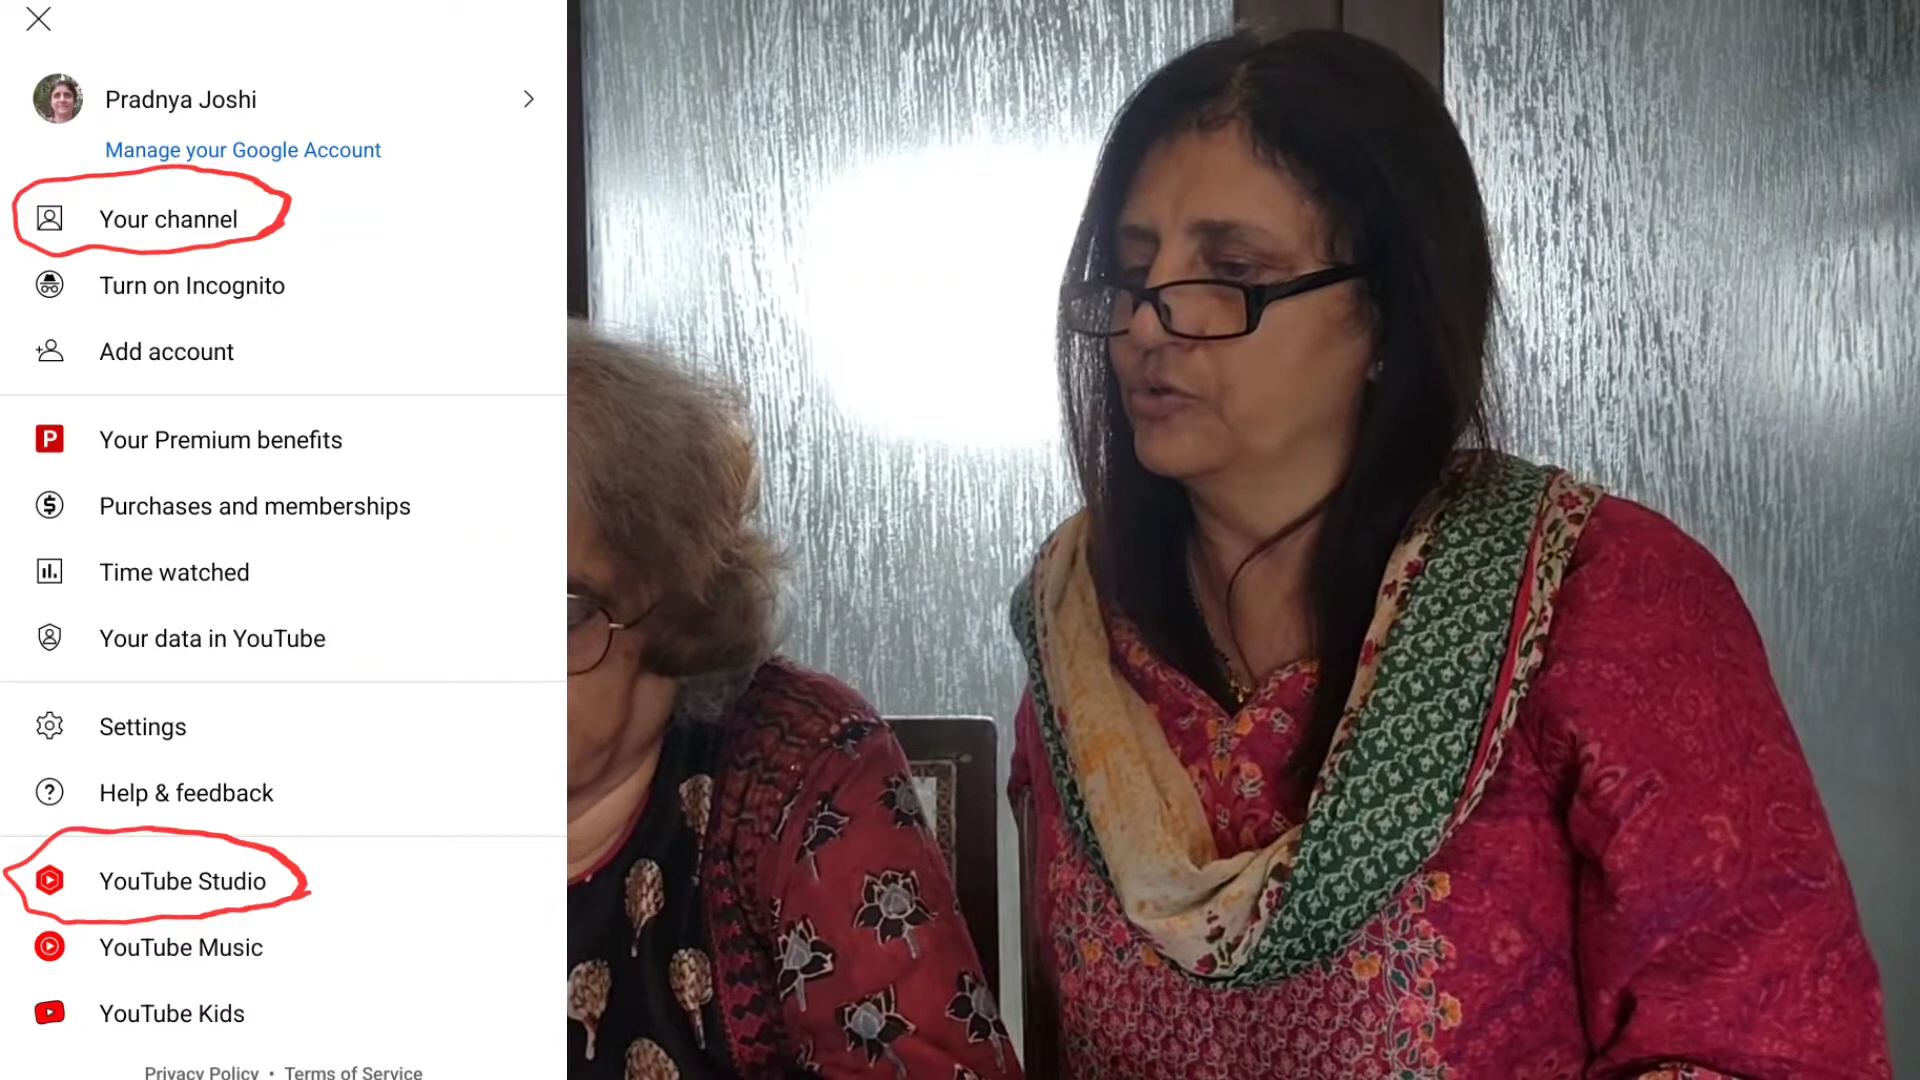 Pradnya Joshi
Manage your Google Account
Your channel
Turn on Incognito
Add account
P
Your Premium benefits
Purchases and memberships
Time watched
Your data in YouTube
Settings
Help & feedback
YouTube Studio
YouTube Music
YouTube Kids
Privacy Policy • Terms of Service